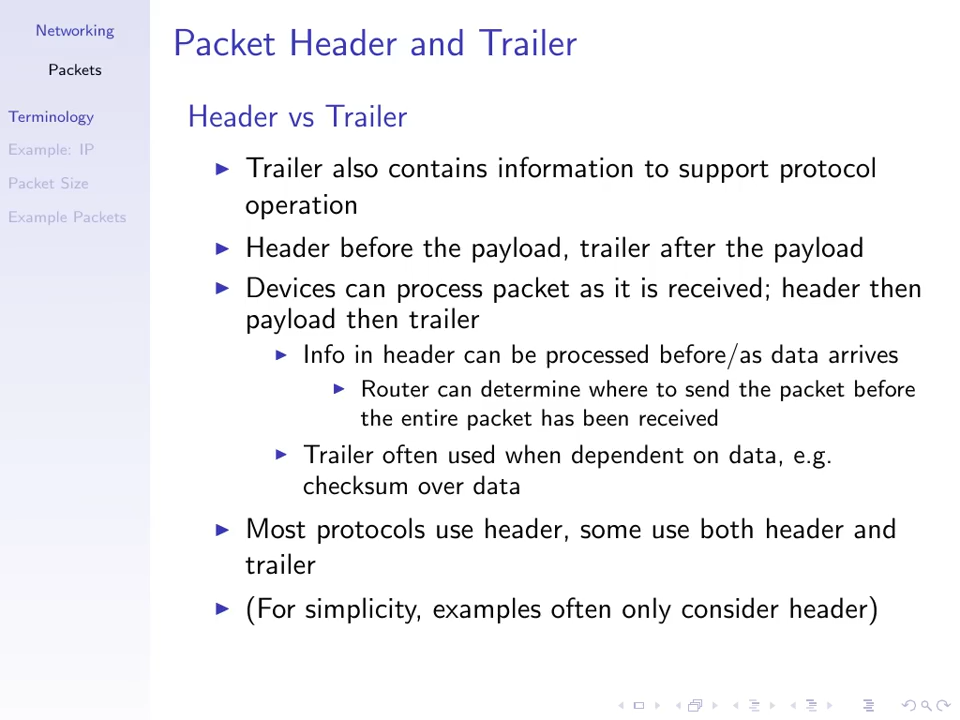 Networking
Packets
Terminology
Example: IP
Packet Size
Example Packets
Packet Header and Trailer
Header vs Trailer
Trailer also contains information to support protocol
operation
Header before the payload, trailer after the payload
Devices can process packet as it is received; header then
payload then trailer
Info in header can be processed before/as data arrives
Router can determine where to send the packet before
the entire packet has been received
Trailer often used when dependent on data, e.g.
checksum over data
Most protocols use header, some use both header and
trailer
(For simplicity, examples often only consider header)